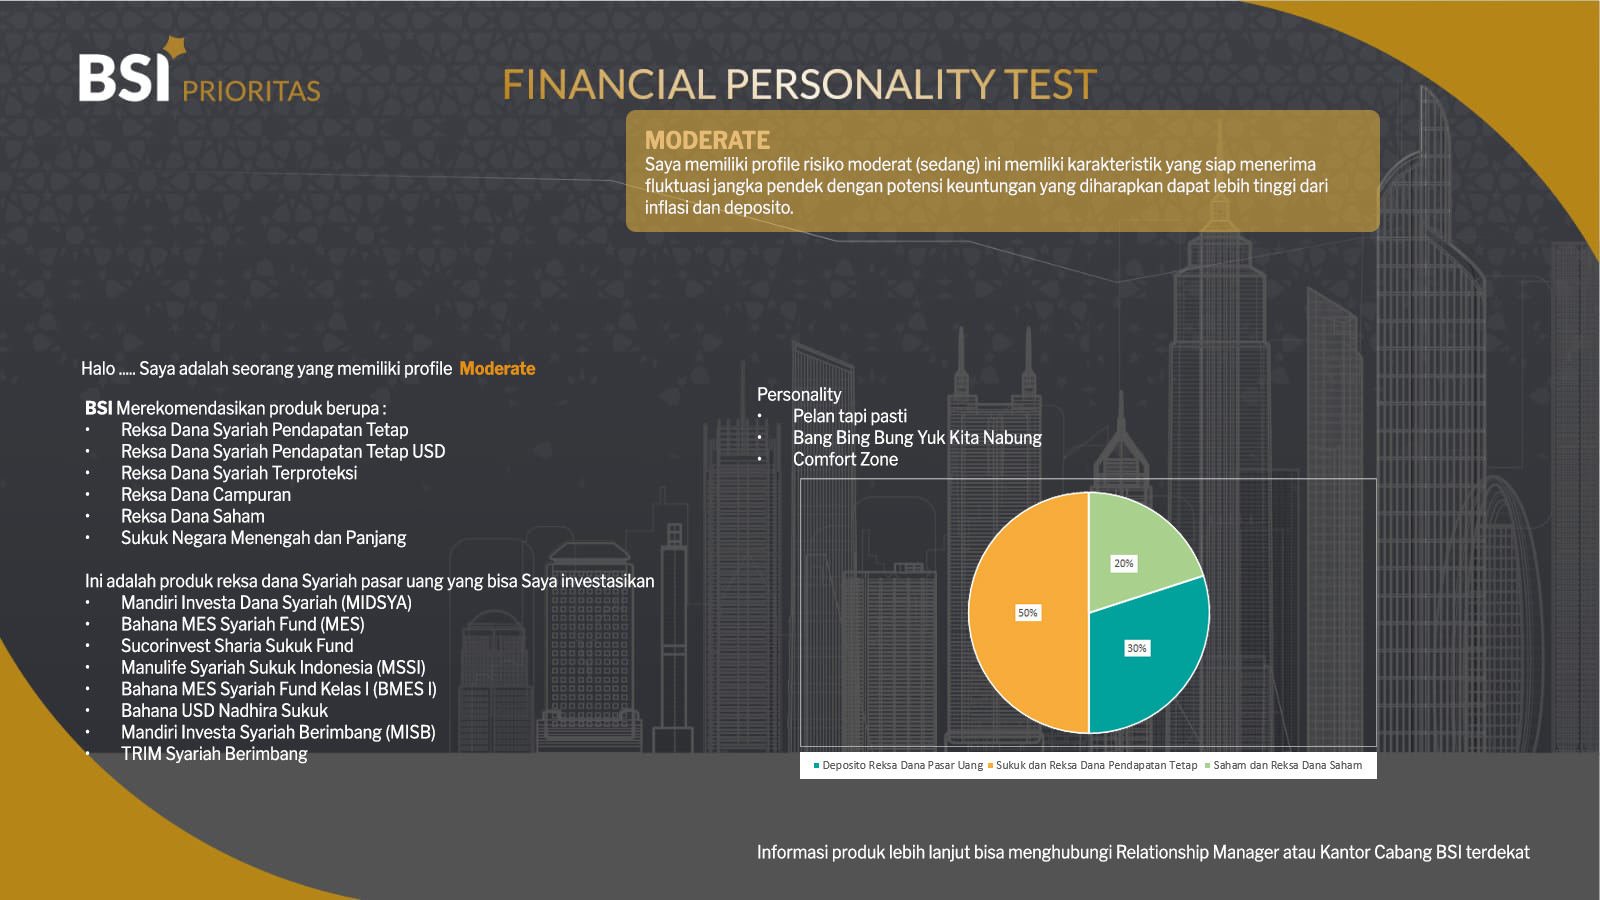 BSI PRIORITAS
FINANCIAL PERSONALITY TEST
MODERATE
Saya memiliki profile risiko moderat (sedang) ini memliki karakteristik yang siap menerima
fluktuasi jangka pendek dengan potensi keuntungan yang diharapkan dapat lebih tinggi dari
inflasi dan deposito.
Halo ..... Saya adalah seorang yang memiliki profile Moderate
BSI Merekomendasikan produk berupa :
• Reksa Dana Syariah Pendapatan Tetap
• Reksa Dana Syariah Pendapatan Tetap USD
• Reksa Dana Syariah Terproteksi
• Reksa Dana Campuran
• Reksa Dana Saham
• Sukuk Negara Menengah dan Panjang
Ini adalah produk reksa dana Syariah pasar uang yang bisa Saya investasikan
• Mandiri Investa Dana Syariah (MIDSYA)
• Bahana MES Syariah Fund (MES)
• Sucorinvest Sharia Sukuk Fund
• Manulife Syariah Sukuk Indonesia (MSSI)
• Bahana MES Syariah Fund Kelas I (BMES I)
• Bahana USD Nadhira Sukuk
• Mandiri Investa Syariah Berimbang (MISB)
• TRIM Syariah Berimbang
Personality
• Pelan tapi pasti
• Bang Bing Bung Yuk Kita Nabung
• Comfort Zone
20%
50%
30%
Deposito Reksa Dana Pasar Uang Sukuk dan Reksa Dana Pendapatan Tetap Saham dan Reksa Dana Saham
Informasi produk lebih lanjut bisa menghubungi Relationship Manager atau Kantor Cabang BSI terdekat